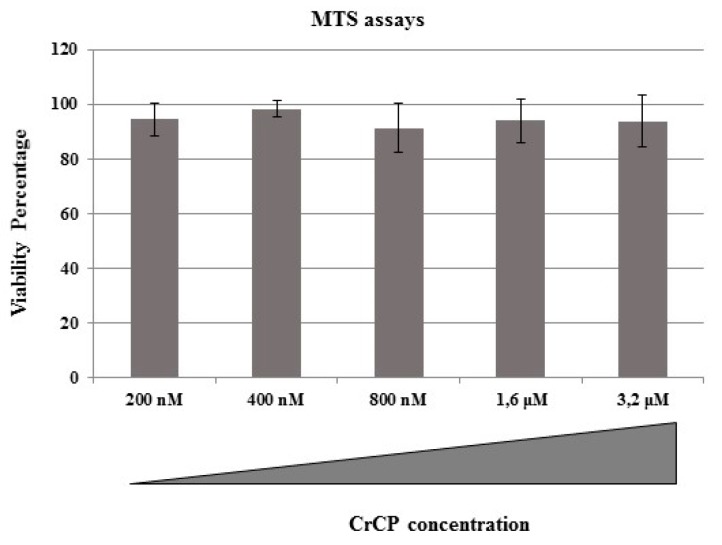 MTS assays
120
100
80
60
40
20
0
Viability Percentage
200 nM 400 nM 800 nM 1,6 µM 3,2 µM
CrCP concentration